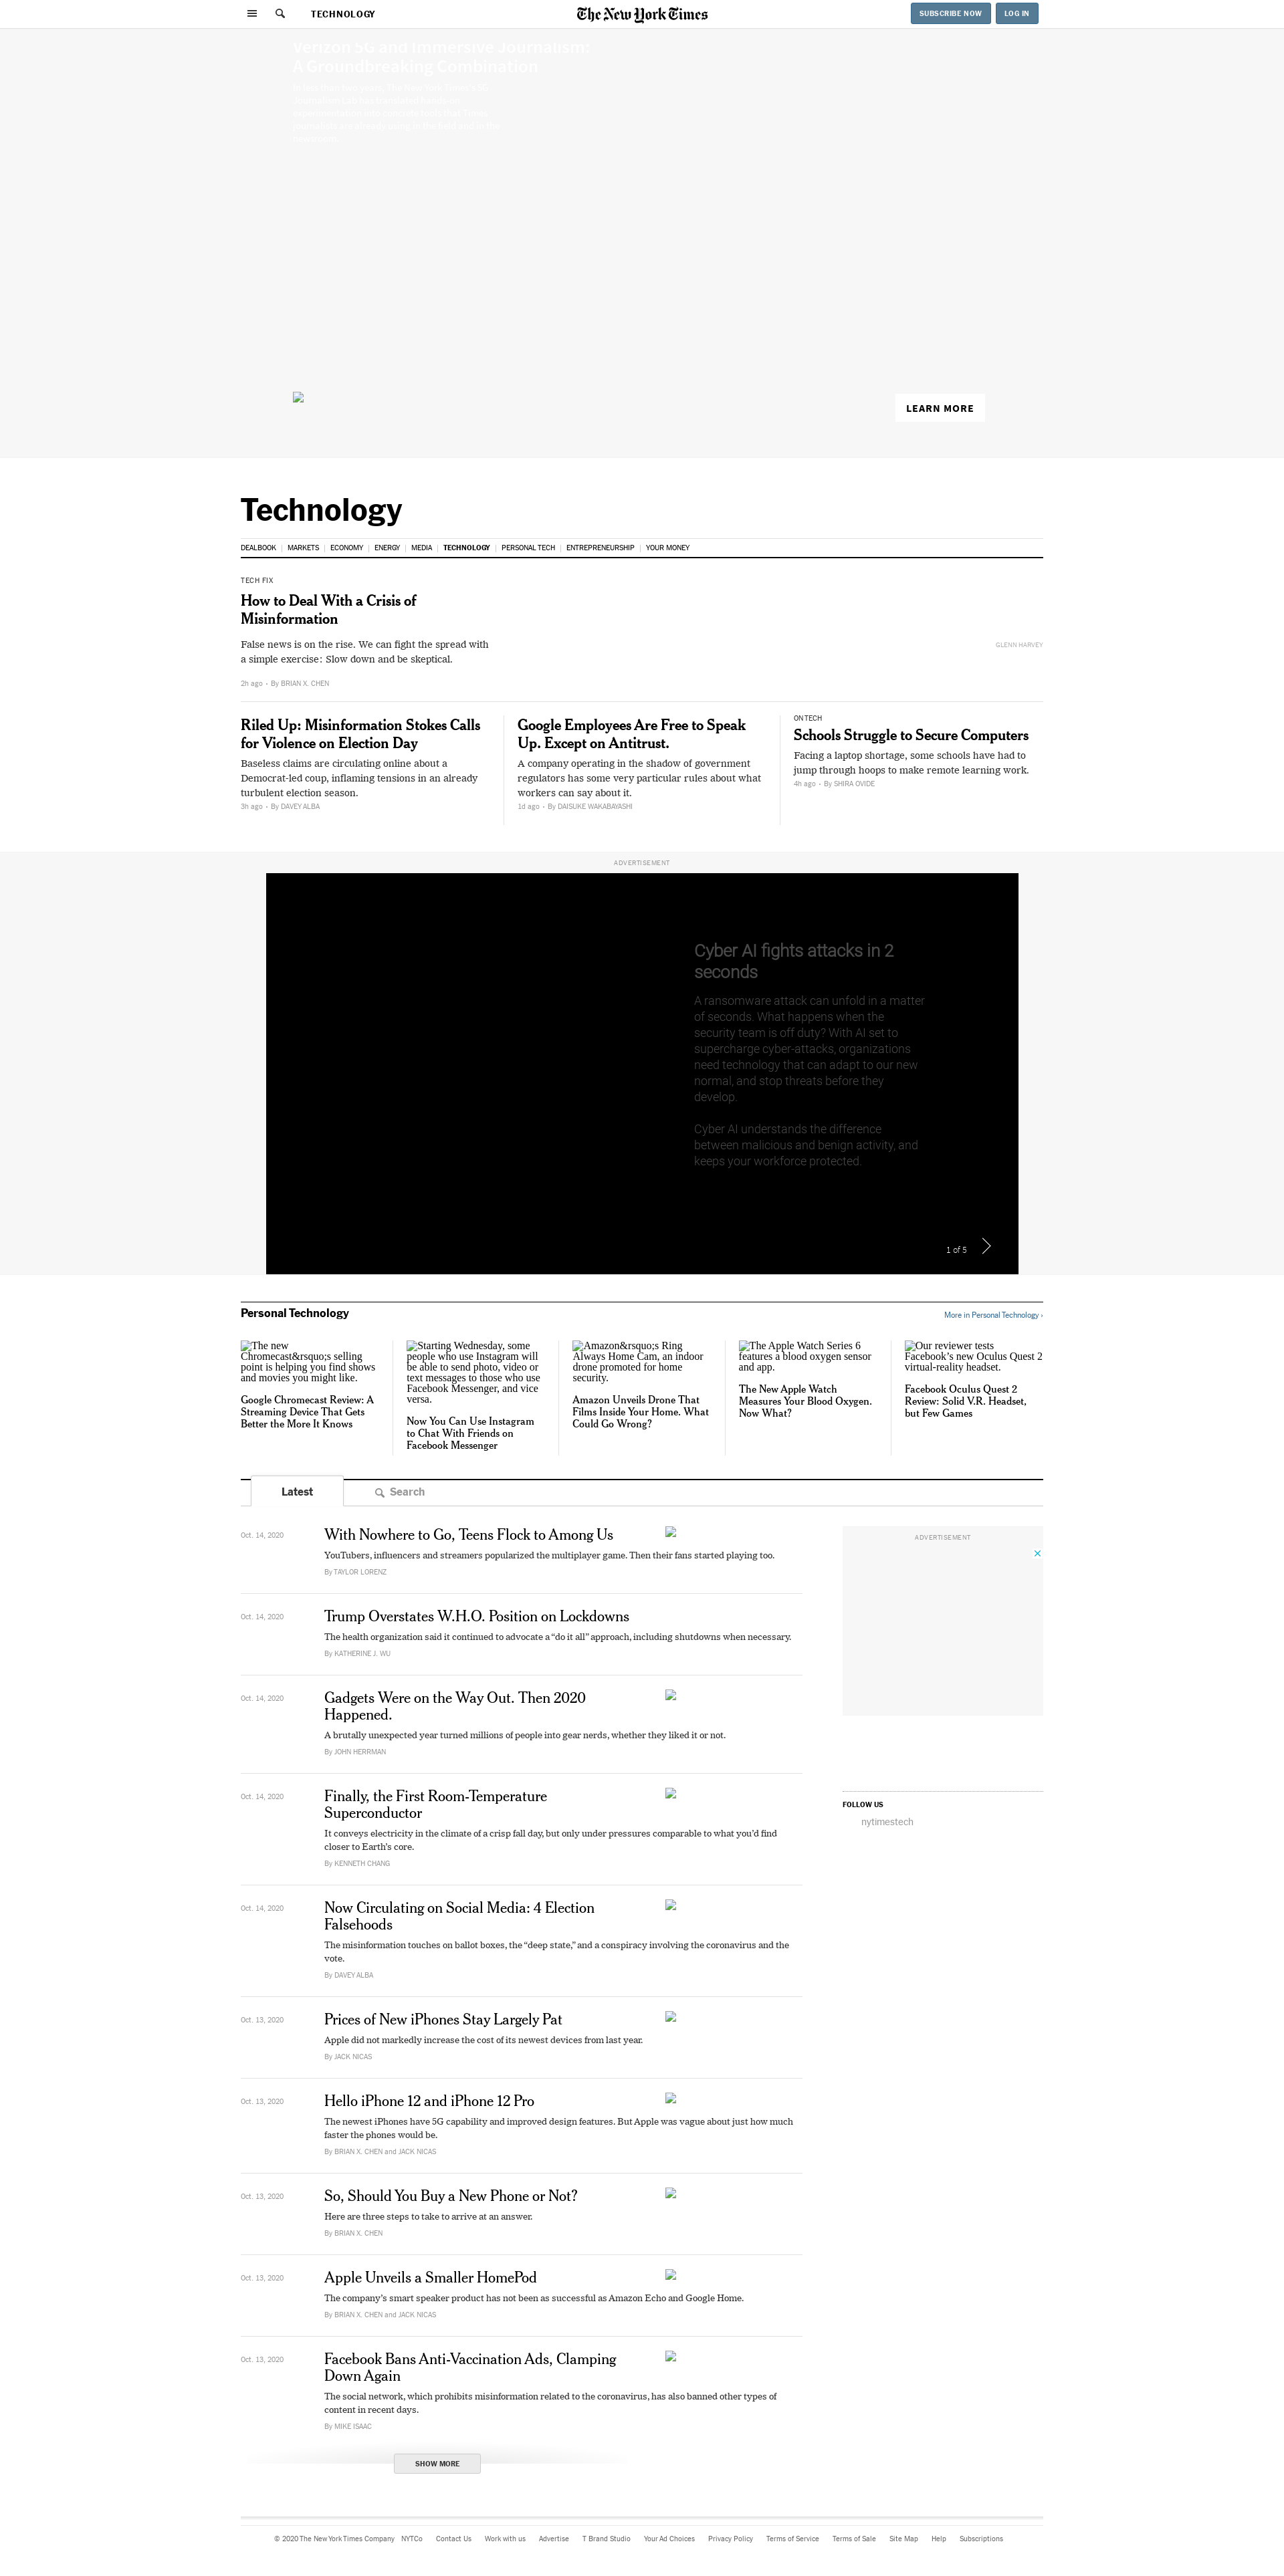 TECHNOLOGY
The New York Times
SUBSCRIBE NOW
LOG IN
Verizon 5G and Immersive Journalism:
A Groundbreaking Combination
LEARN MORE
Technology
DEALBOOK | MARKETS | ECONOMY | ENERGY | MEDIA | TECHNOLOGY | PERSONAL TECH | ENTREPRENEURSHIP | YOUR MONEY
TECH FIX
How to Deal With a Crisis of
Misinformation
False news is on the rise. We can fight the spread with
a simple exercise: Slow down and be skeptical.
2h ago • By BRIAN X. CHEN
GLENN HARVEY
Riled Up: Misinformation Stokes Calls
for Violence on Election Day
Baseless claims are circulating online about a
Democrat-led coup, inflaming tensions in an already
turbulent election season.
3h ago • By DAVEY ALBA
Google Employees Are Free to Speak
Up. Except on Antitrust.
A company operating in the shadow of government
regulators has some very particular rules about what
workers can say about it.
1d ago • By DAISUKE WAKABAYASHI
ON TECH
Schools Struggle to Secure Computers
Facing a laptop shortage, some schools have had to
jump through hoops to make remote learning work.
4h ago • By SHIRA OVIDE
ADVERTISEMENT
Cyber AI fights attacks in 2
seconds
A ransomware attack can unfold in a matter
of seconds. What happens when the
security team is off duty? With AI set to
supercharge cyber-attacks, organizations
need technology that can adapt to our new
normal, and stop threats before they
develop.
Cyber AI understands the difference
between malicious and benign activity, and
keeps your workforce protected.
1 of 5
Personal Technology
More in Personal Technology ›
The new
Chromecast&rsquo;s selling
point is helping you find shows
and movies you might like.
Google Chromecast Review: A
Streaming Device That Gets
Better the More It Knows
Starting Wednesday, some
people who use Instagram will
be able to send photo, video or
text messages to those who use
Facebook Messenger, and vice
versa.
Now You Can Use Instagram
to Chat With Friends on
Facebook Messenger
Amazon&rsquo;s Ring
Always Home Cam, an indoor
drone promoted for home
security.
Amazon Unveils Drone That
Films Inside Your Home. What
Could Go Wrong?
The Apple Watch Series 6
features a blood oxygen sensor
and app.
The New Apple Watch
Measures Your Blood Oxygen.
Now What?
Our reviewer tests
Facebook’s new Oculus Quest 2
virtual-reality headset.
Facebook Oculus Quest 2
Review: Solid V.R. Headset,
but Few Games
Latest
Search
Oct. 14, 2020
With Nowhere to Go, Teens Flock to Among Us
YouTubers, influencers and streamers popularized the multiplayer game. Then their fans started playing too.
By TAYLOR LORENZ
ADVERTISEMENT
Oct. 14, 2020
Trump Overstates W.H.O. Position on Lockdowns
The health organization said it continued to advocate a “do it all” approach, including shutdowns when necessary.
By KATHERINE J. WU
Oct. 14, 2020
Gadgets Were on the Way Out. Then 2020
Happened.
A brutally unexpected year turned millions of people into gear nerds, whether they liked it or not.
By JOHN HERRMAN
Oct. 14, 2020
Finally, the First Room-Temperature
Superconductor
It conveys electricity in the climate of a crisp fall day, but only under pressures comparable to what you’d find
closer to Earth’s core.
By KENNETH CHANG
FOLLOW US
nytimestech
Oct. 14, 2020
Now Circulating on Social Media: 4 Election
Falsehoods
The misinformation touches on ballot boxes, the “deep state,” and a conspiracy involving the coronavirus and the
vote.
By DAVEY ALBA
Oct. 13, 2020
Prices of New iPhones Stay Largely Pat
Apple did not markedly increase the cost of its newest devices from last year.
By JACK NICAS
Oct. 13, 2020
Hello iPhone 12 and iPhone 12 Pro
The newest iPhones have 5G capability and improved design features. But Apple was vague about just how much
faster the phones would be.
By BRIAN X. CHEN and JACK NICAS
Oct. 13, 2020
So, Should You Buy a New Phone or Not?
Here are three steps to take to arrive at an answer.
By BRIAN X. CHEN
Oct. 13, 2020
Apple Unveils a Smaller HomePod
The company’s smart speaker product has not been as successful as Amazon Echo and Google Home.
By BRIAN X. CHEN and JACK NICAS
Oct. 13, 2020
Facebook Bans Anti-Vaccination Ads, Clamping
Down Again
The social network, which prohibits misinformation related to the coronavirus, has also banned other types of
content in recent days.
By MIKE ISAAC
SHOW MORE
© 2020 The New York Times Company NYTCo Contact Us Work with us Advertise T Brand Studio Your Ad Choices Privacy Policy Terms of Service Terms of Sale Site Map Help Subscriptions